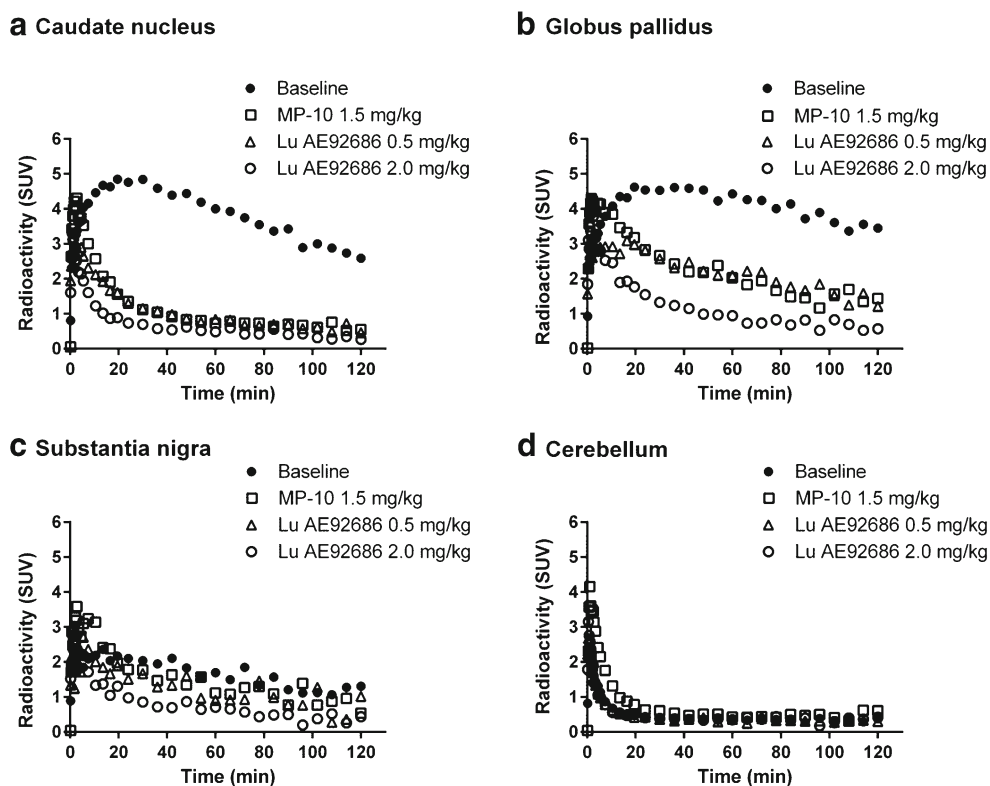 a Caudate nucleus
Baseline
MP-10 1.5 mg/kg
Lu AE92686 0.5 mg/kg
Lu AE92686 2.0 mg/kg
Radioactivity (SUV)
6
5
4
3
2
1
0
0 20 40 60 80 100 120
Time (min)
b Globus pallidus
Baseline
MP-10 1.5 mg/kg
Lu AE92686 0.5 mg/kg
Lu AE92686 2.0 mg/kg
Radioactivity (SUV)
6
5
4
3
2
1
0
0 20 40 60 80 100 120
Time (min)
c Substantia nigra
Baseline
MP-10 1.5 mg/kg
Lu AE92686 0.5 mg/kg
Lu AE92686 2.0 mg/kg
Radioactivity (SUV)
6
5
4
3
2
1
0
0 20 40 60 80 100 120
Time (min)
d Cerebellum
Baseline
MP-10 1.5 mg/kg
Lu AE92686 0.5 mg/kg
Lu AE92686 2.0 mg/kg
Radioactivity (SUV)
6
5
4
3
2
1
0
0 20 40 60 80 100 120
Time (min)